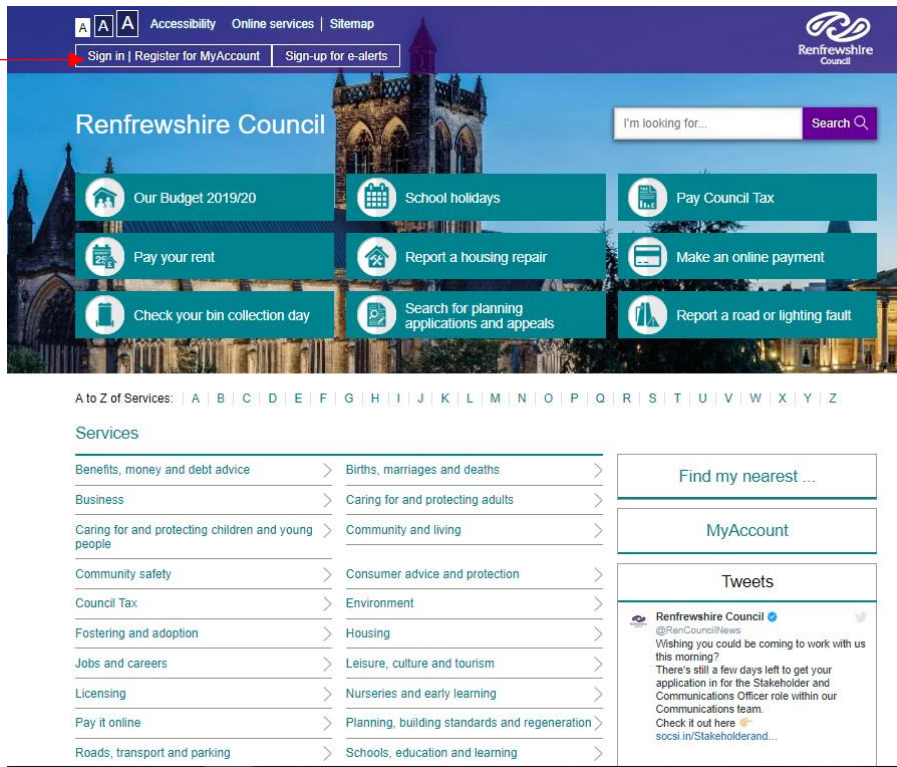 A A A Accessibility Online services | Sitemap
Sign in | Register for MyAccount Sign-up for e-alerts
Renfrewshire
Council
Renfrewshire Council
I'm looking for... Search
Our Budget 2019/20 School holidays Pay Council Tax
Pay your rent Report a housing repair Make an online payment
Check your bin collection day Search for planning applications and appeals Report a road or lighting fault
A to Z of Services: | A | B | C | D | E | F | G | H | I | J | K | L | M | N | O | P | Q | R | S | T | U | V | W | X | Y | Z
Services
Benefits, money and debt advice Births, marriages and deaths
Business Caring for and protecting adults
Caring for and protecting children and young people Community and living
Community safety Consumer advice and protection
Council Tax Environment
Fostering and adoption Housing
Jobs and careers Leisure, culture and tourism
Licensing Nurseries and early learning
Pay it online Planning, building standards and regeneration
Roads, transport and parking Schools, education and learning
Find my nearest ...
MyAccount
Tweets
Renfrewshire Council
@RenCouncilNews
Wishing you could be coming to work with us
this morning?
There's still a few days left to get your
application in for the Stakeholder and
Communications Officer role within our
Communications team.
Check it out here 👉
socsi.in/Stakeholderand...